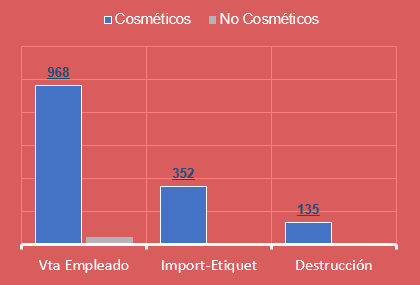 Cosméticos No Cosméticos
968
352
135
Vta Empleado Import-Etiquet Destrucción